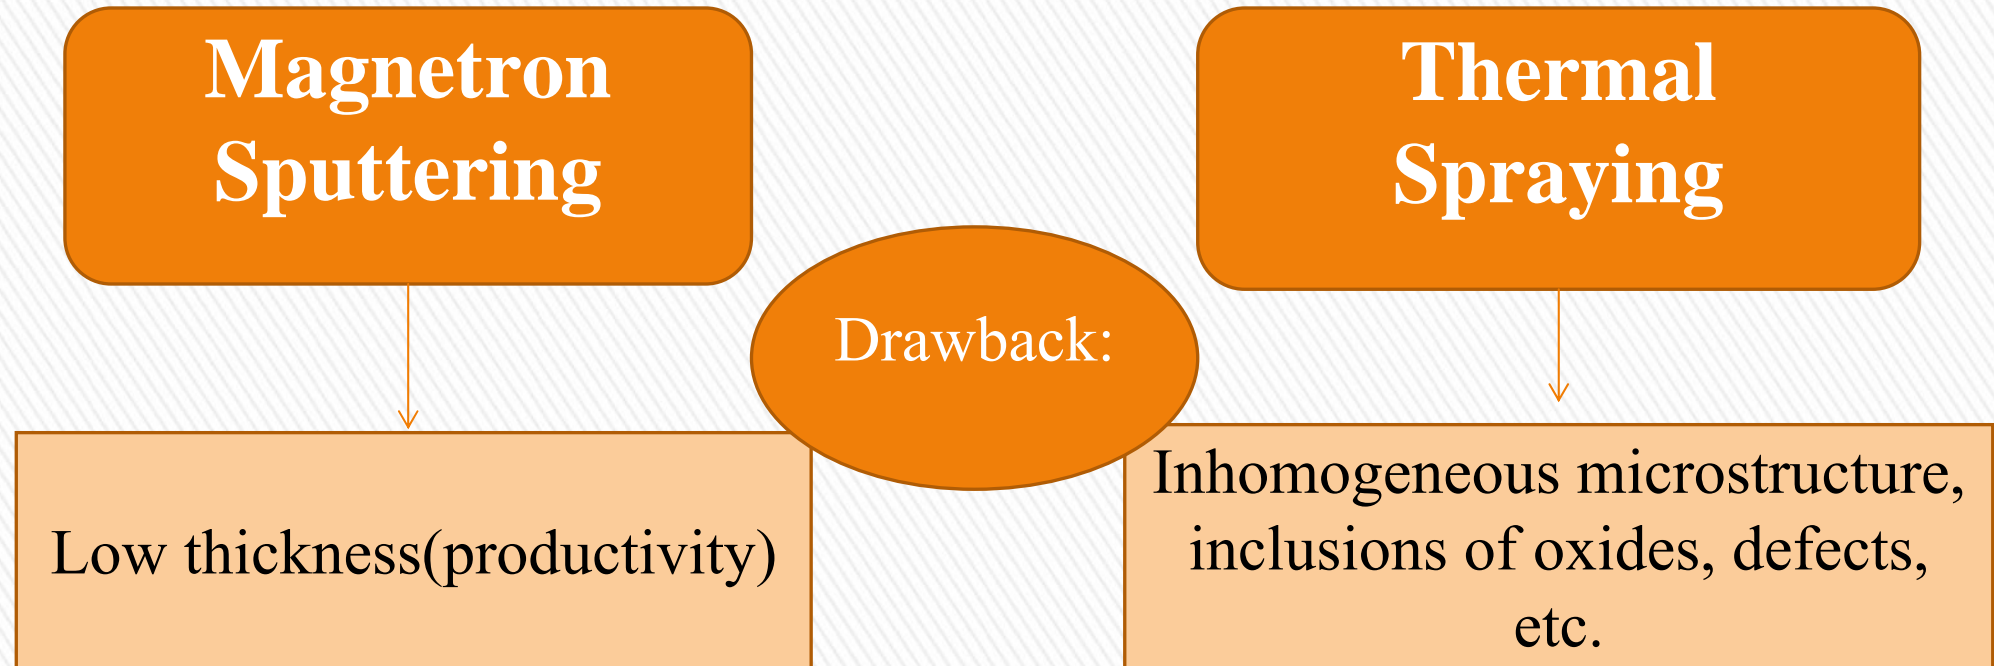 Magnetron
Sputtering
Thermal
Spraying
Drawback:
Low thickness(productivity)
Inhomogeneous microstructure,
inclusions of oxides, defects,
etc.